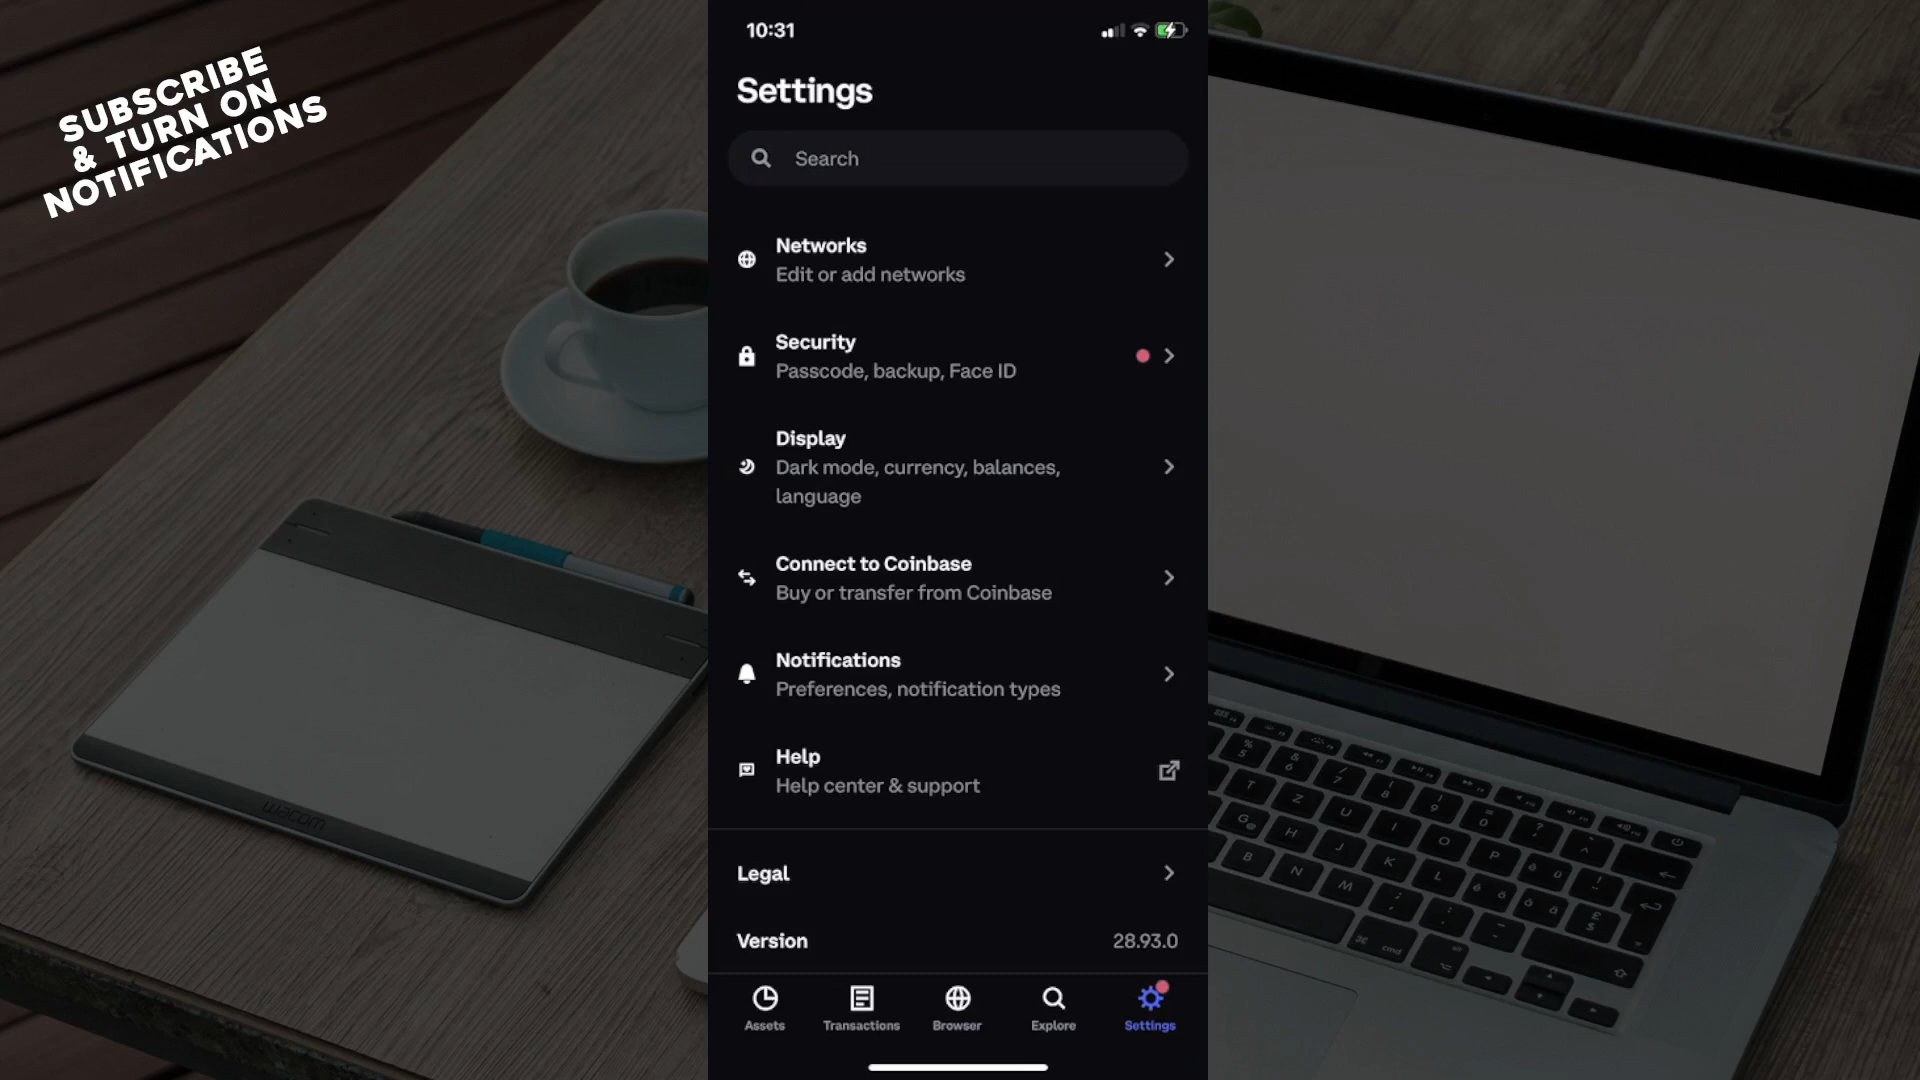 SUBSCRIBE
& TURN ON
NOTIFICATIONS
10:31
Settings
Search
Networks
Edit or add networks
Security
Passcode, backup, Face ID
Display
Dark mode, currency, balances,
language
Connect to Coinbase
Buy or transfer from Coinbase
Notifications
Preferences, notification types
Help
Help center & support
Legal
Version 28.93.0
Assets Transactions Browser Explore Settings
wacom